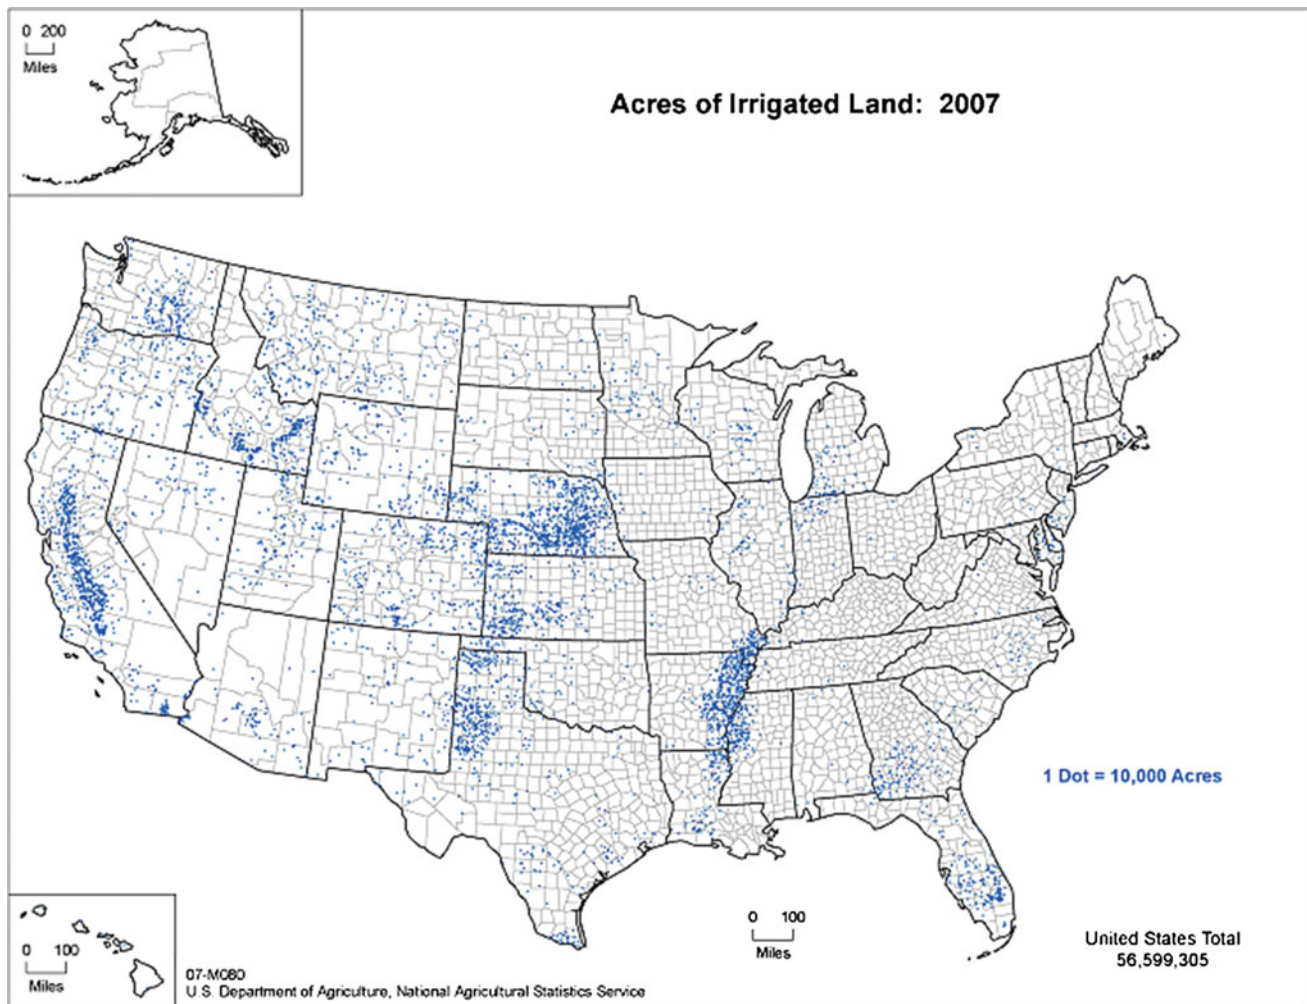 0 200
Miles
Acres of Irrigated Land: 2007
1 Dot = 10,000 Acres
0 100
Miles
0 100
Miles
United States Total
56,599,305
07-M080
U.S. Department of Agriculture, National Agricultural Statistics Service